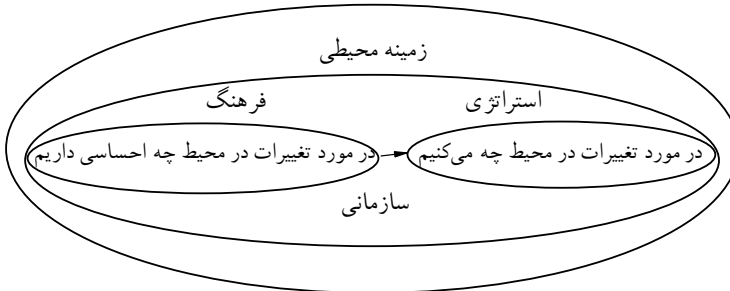 زمینه محیطی
استراتژی
فرهنگ
در مورد تغییرات در محیط چه می‌کنیم
در مورد تغییرات در محیط چه احساسی داریم
سازمانی